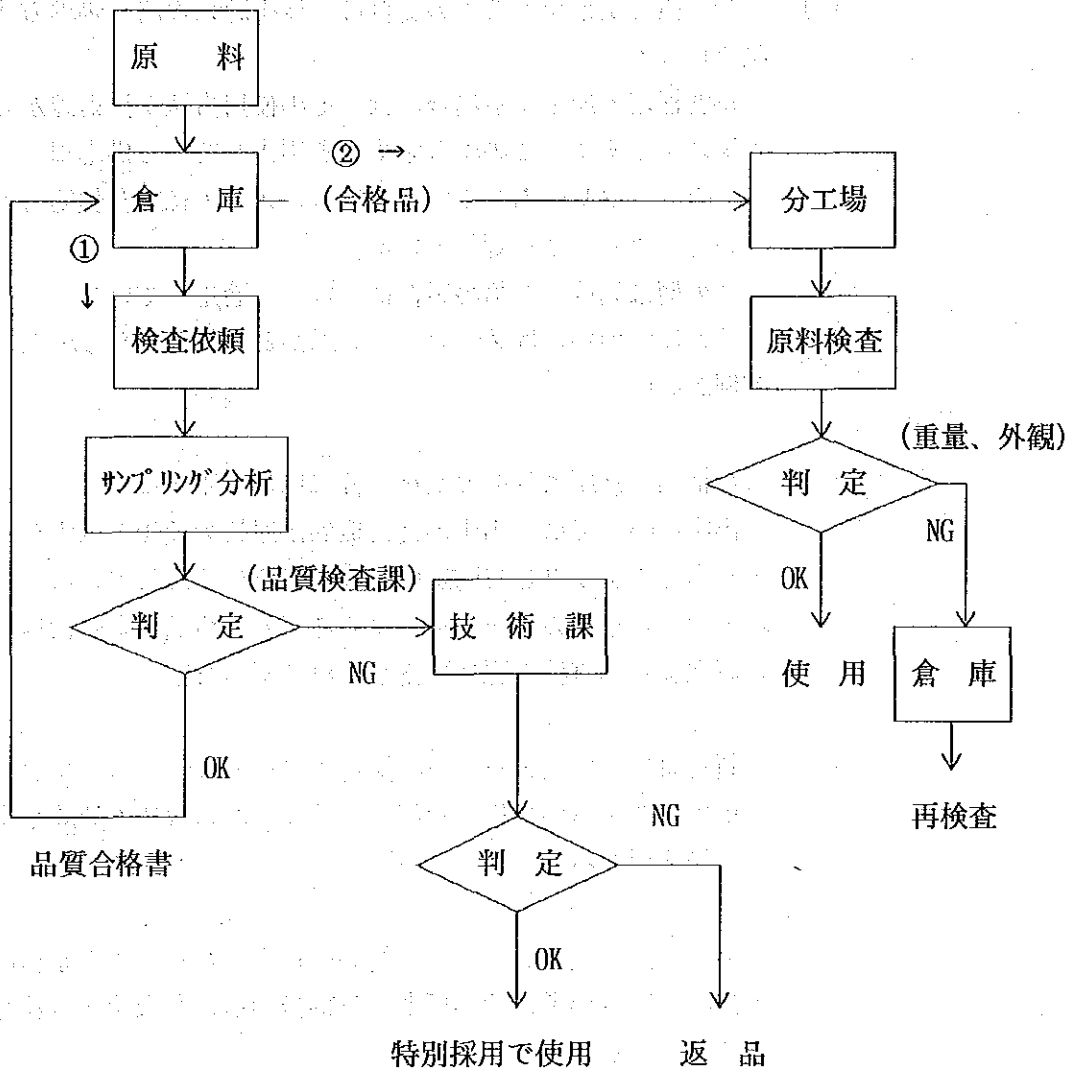 原　料
② →
倉　庫
(合格品)
分工場
①
↓
検査依頼
原料検査
(重量、外観)
ｻﾝﾌﾟﾘﾝｸﾞ分析
判　定
NG
OK
(品質検査課)
判　定
技　術　課
NG
使　用
倉　庫
OK
NG
再検査
品質合格書
判　定
OK
特別採用で使用
返　品